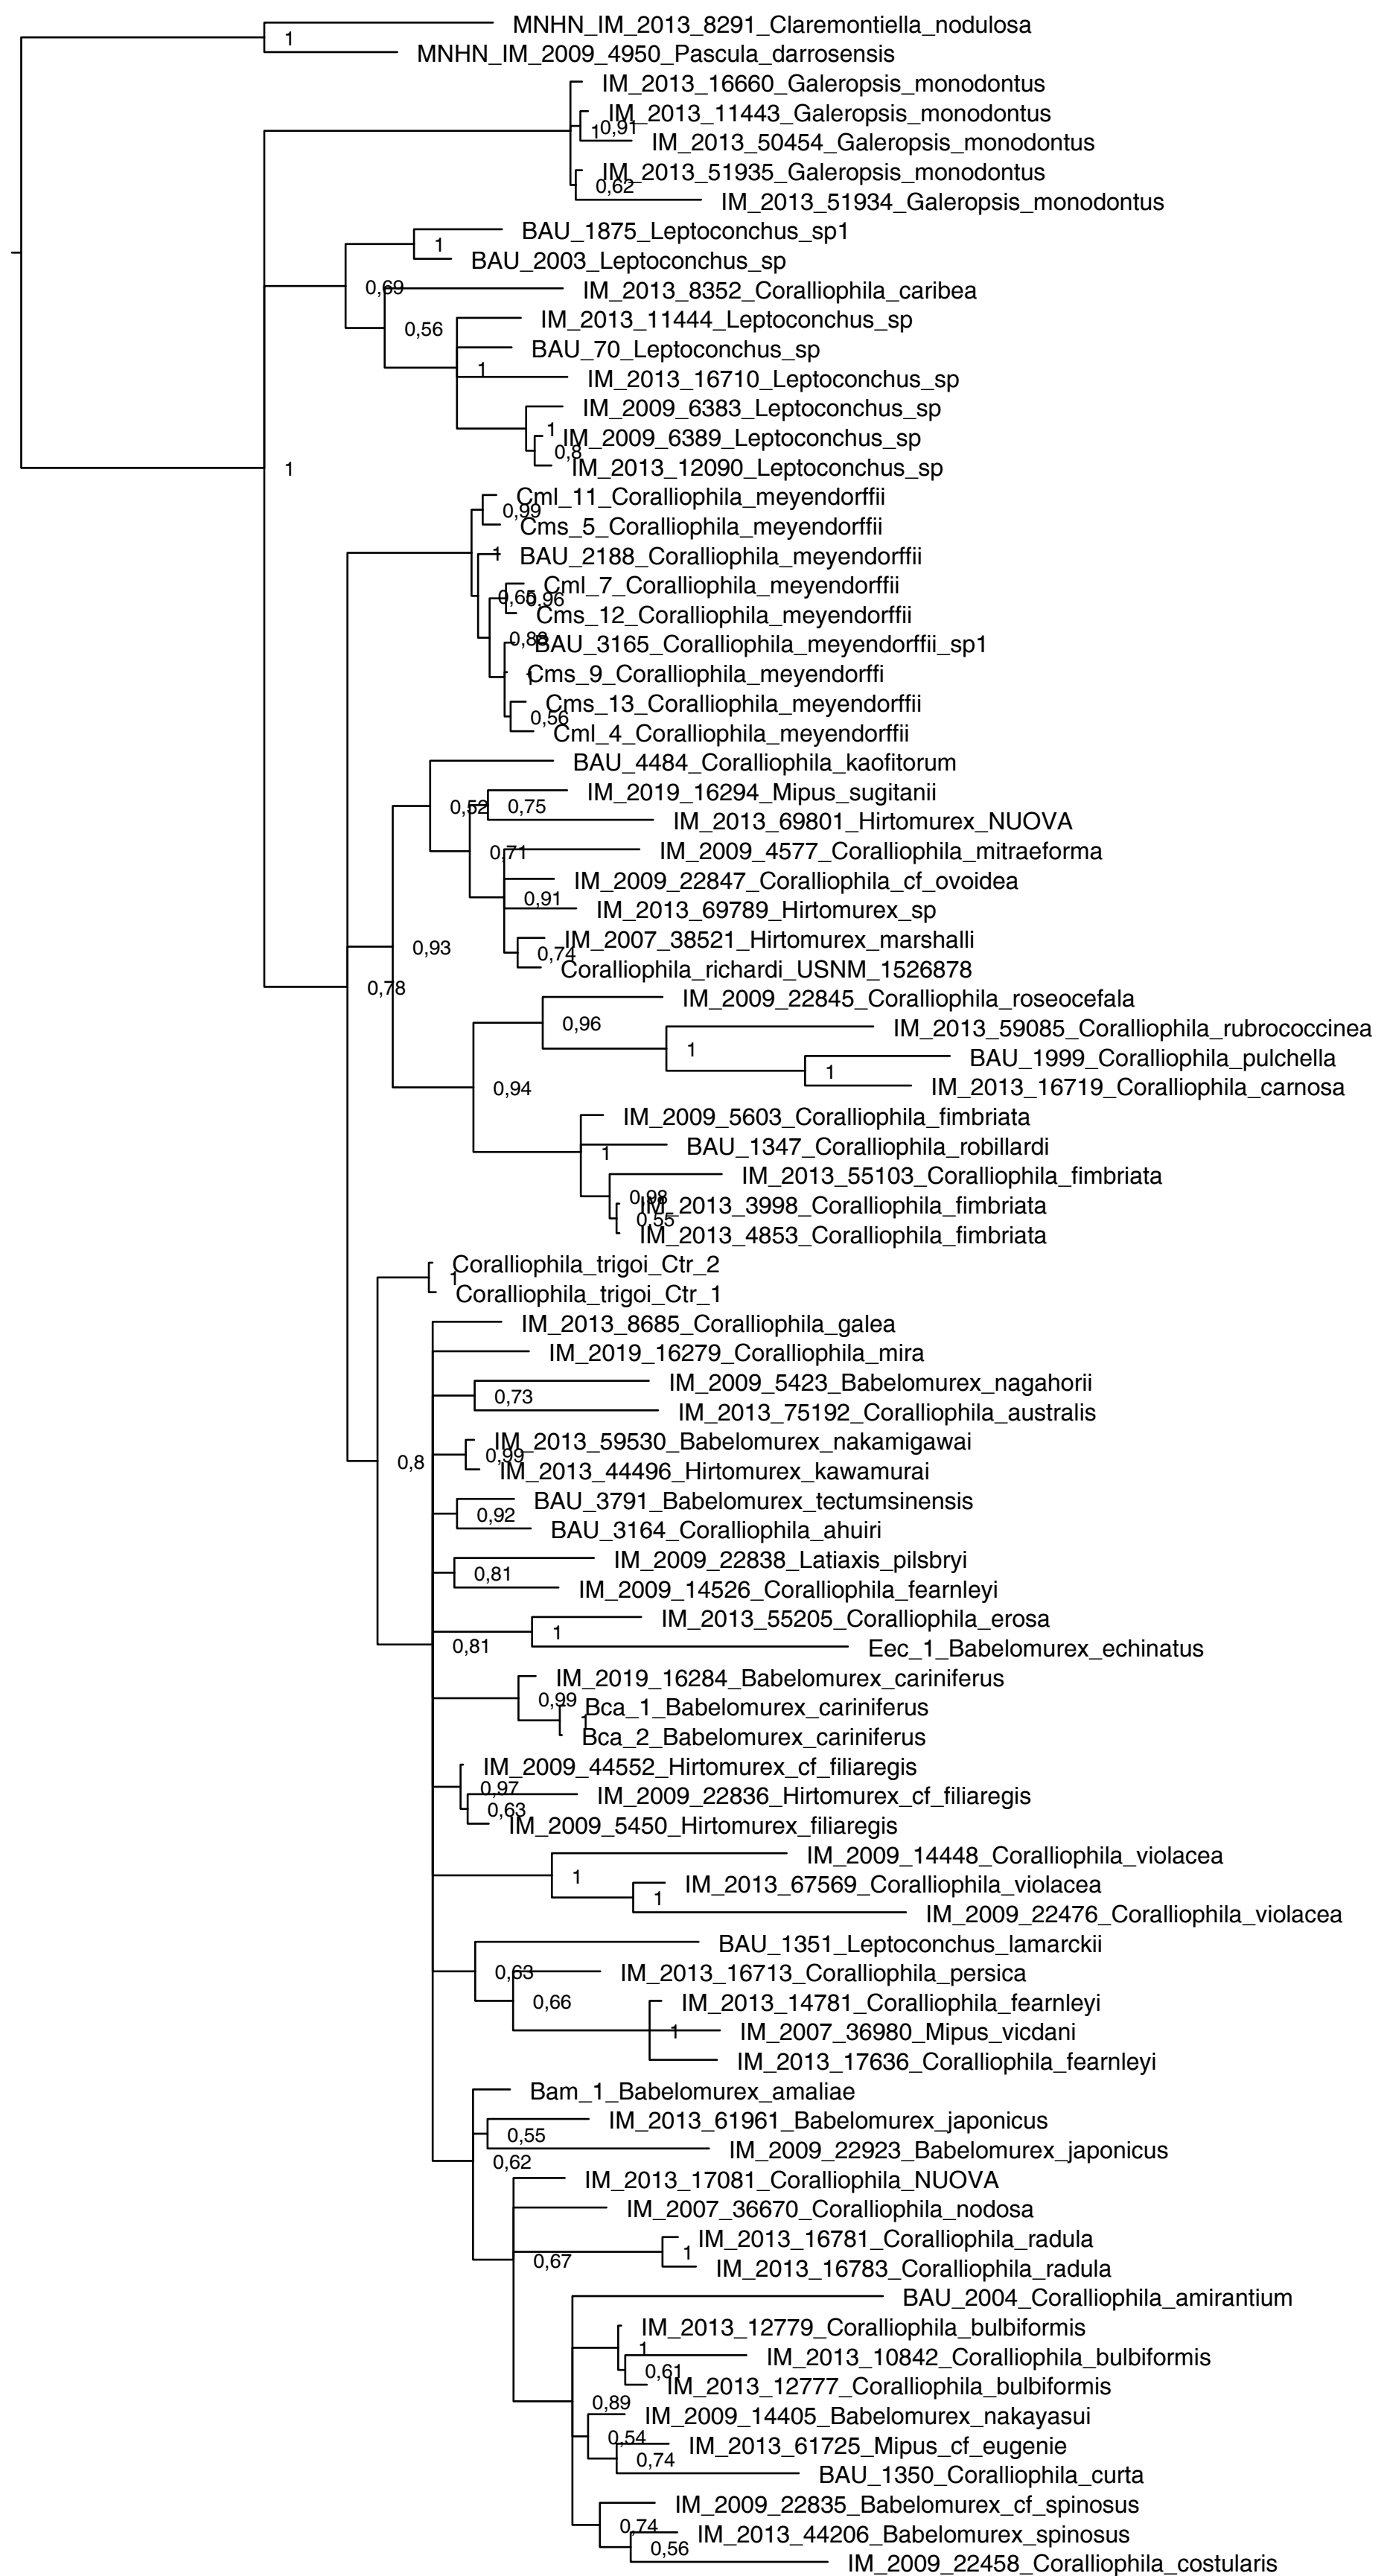 MNHN_IM_2013_8291_Claremontiella_nodulosa
1
MNHN_IM_2009_4950_Pascula_darrosensis
IM_2013_16660_Galeropsis_monodontus
IM_2013_11443_Galeropsis_monodontus
1
0,91
IM_2013_50454_Galeropsis_monodontus
IM_2013_51935_Galeropsis_monodontus
0,62
IM_2013_51934_Galeropsis_monodontus
BAU_1875_Leptoconchus_sp1
1
BAU_2003_Leptoconchus_sp
0,69
IM_2013_8352_Coralliophila_caribea
IM_2013_11444_Leptoconchus_sp
0,56
BAU_70_Leptoconchus_sp
1
IM_2013_16710_Leptoconchus_sp
IM_2009_6383_Leptoconchus_sp
1
IM_2009_6389_Leptoconchus_sp
0,8
IM_2013_12090_Leptoconchus_sp
1
Cml_11_Coralliophila_meyendorffii
0,99
Cms_5_Coralliophila_meyendorffii
1
BAU_2188_Coralliophila_meyendorffii
Cml_7_Coralliophila_meyendorffii
0,65
0,96
Cms_12_Coralliophila_meyendorffii
0,88
BAU_3165_Coralliophila_meyendorffii_sp1
1
Cms_9_Coralliophila_meyendorffi
Cms_13_Coralliophila_meyendorffii
0,56
Cml_4_Coralliophila_meyendorffii
BAU_4484_Coralliophila_kaofitorum
IM_2019_16294_Mipus_sugitanii
0,52
0,75
IM_2013_69801_Hirtomurex_NUOVA
0,71
IM_2009_4577_Coralliophila_mitraeforma
IM_2009_22847_Coralliophila_cf_ovoidea
0,91
IM_2013_69789_Hirtomurex_sp
IM_2007_38521_Hirtomurex_marshalli
0,93
0,74
Coralliophila_richardi_USNM_1526878
0,78
IM_2009_22845_Coralliophila_roseocefala
0,96
IM_2013_59085_Coralliophila_rubrococcinea
1
BAU_1999_Coralliophila_pulchella
1
IM_2013_16719_Coralliophila_carnosa
0,94
IM_2009_5603_Coralliophila_fimbriata
BAU_1347_Coralliophila_robillardi
1
IM_2013_55103_Coralliophila_fimbriata
0,98
IM_2013_3998_Coralliophila_fimbriata
0,55
IM_2013_4853_Coralliophila_fimbriata
Coralliophila_trigoi_Ctr_2
1
Coralliophila_trigoi_Ctr_1
IM_2013_8685_Coralliophila_galea
IM_2019_16279_Coralliophila_mira
IM_2009_5423_Babelomurex_nagahorii
0,73
IM_2013_75192_Coralliophila_australis
IM_2013_59530_Babelomurex_nakamigawai
0,8
0,99
IM_2013_44496_Hirtomurex_kawamurai
BAU_3791_Babelomurex_tectumsinensis
0,92
BAU_3164_Coralliophila_ahuiri
IM_2009_22838_Latiaxis_pilsbryi
0,81
IM_2009_14526_Coralliophila_fearnleyi
IM_2013_55205_Coralliophila_erosa
1
0,81
Eec_1_Babelomurex_echinatus
IM_2019_16284_Babelomurex_cariniferus
0,99
Bca_1_Babelomurex_cariniferus
1
Bca_2_Babelomurex_cariniferus
IM_2009_44552_Hirtomurex_cf_filiaregis
0,97
IM_2009_22836_Hirtomurex_cf_filiaregis
0,63
IM_2009_5450_Hirtomurex_filiaregis
IM_2009_14448_Coralliophila_violacea
1
IM_2013_67569_Coralliophila_violacea
1
IM_2009_22476_Coralliophila_violacea
BAU_1351_Leptoconchus_lamarckii
0,63
IM_2013_16713_Coralliophila_persica
0,66
IM_2013_14781_Coralliophila_fearnleyi
1
IM_2007_36980_Mipus_vicdani
IM_2013_17636_Coralliophila_fearnleyi
Bam_1_Babelomurex_amaliae
IM_2013_61961_Babelomurex_japonicus
0,55
IM_2009_22923_Babelomurex_japonicus
0,62
IM_2013_17081_Coralliophila_NUOVA
IM_2007_36670_Coralliophila_nodosa
IM_2013_16781_Coralliophila_radula
1
0,67
IM_2013_16783_Coralliophila_radula
BAU_2004_Coralliophila_amirantium
IM_2013_12779_Coralliophila_bulbiformis
1
IM_2013_10842_Coralliophila_bulbiformis
0,61
IM_2013_12777_Coralliophila_bulbiformis
0,89
IM_2009_14405_Babelomurex_nakayasui
0,54
IM_2013_61725_Mipus_cf_eugenie
0,74
BAU_1350_Coralliophila_curta
IM_2009_22835_Babelomurex_cf_spinosus
0,74
IM_2013_44206_Babelomurex_spinosus
0,56
IM_2009_22458_Coralliophila_costularis